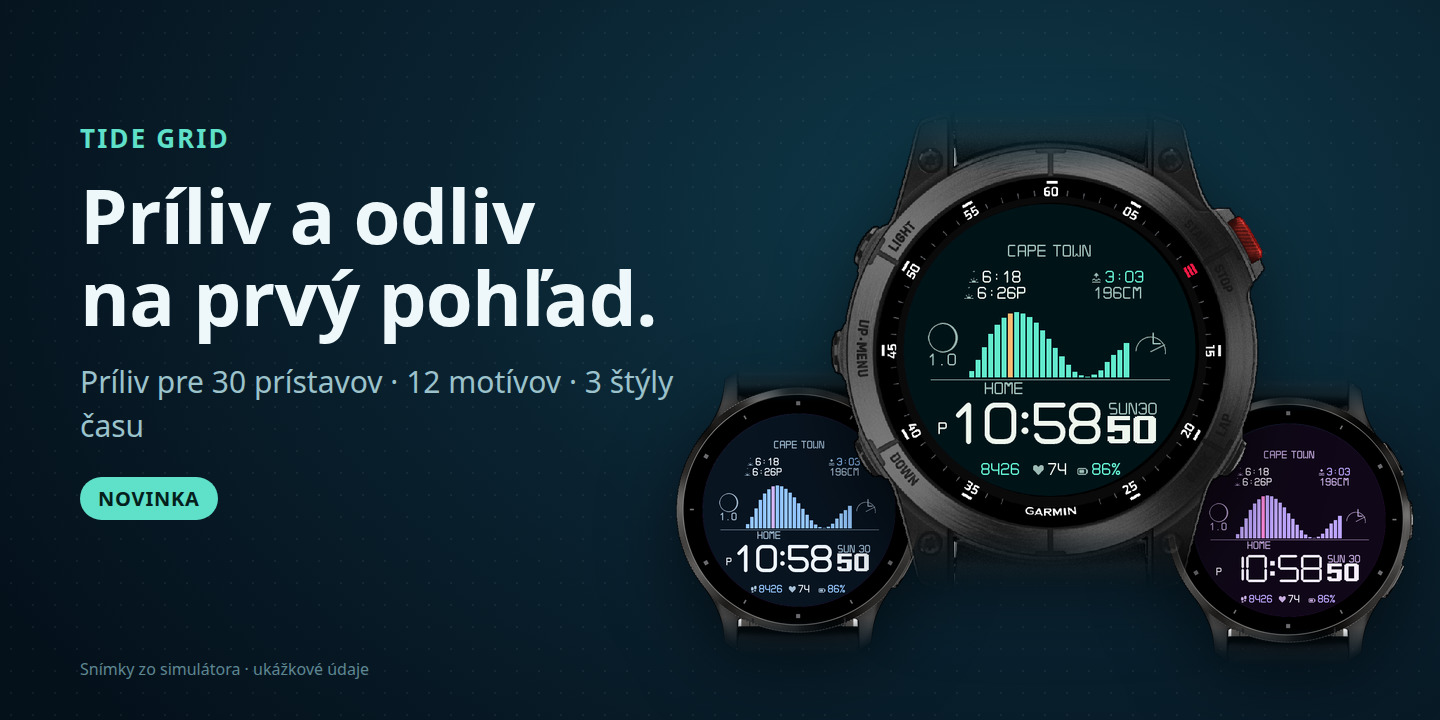 TIDE GRID
Príliv a odliv
na prvý pohľad.
Príliv pre 30 prístavov · 12 motívov · 3 štýly
času
NOVINKA
Snímky zo simulátora · ukážkové údaje
60
55
05
50
45
15
40
20
35
25
LIGHT
UP·MENU
DOWN
STOP
LAP
GARMIN
CAPE TOWN
6:18 3:03
6:26P 196CM
1.0
HOME
P 10:58 SUN30 50
8426 74 86%
CAPE TOWN
6:18 3:03
6:26P 196CM
1.0
HOME
P 10:58 SUN 30 50
8426 74 86%
CAPE TOWN
6:18 3:03
6:26P 196CM
1.0
HOME
P 10:58 SUN 30 50
8426 74 86%